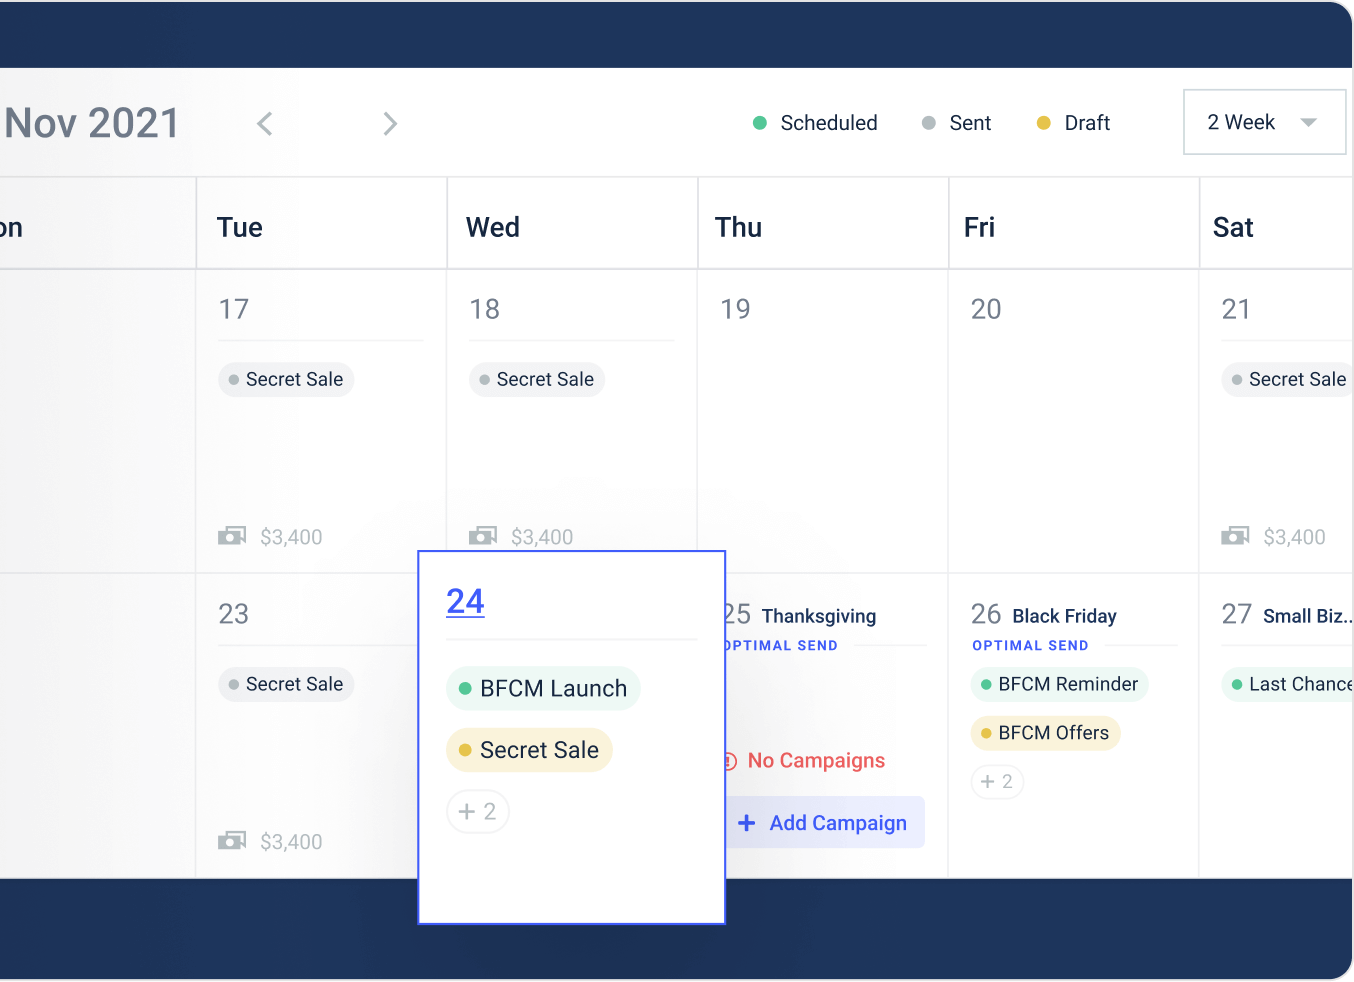 Nov 2021
Scheduled
Sent
Draft
2 Week
on
Tue
Wed
Thu
Fri
Sat
17
18
19
20
21
Secret Sale
Secret Sale
Secret Sale
$3,400
$3,400
$3,400
23
Secret Sale
$3,400
24
BFCM Launch
Secret Sale
+ 2
25 Thanksgiving
OPTIMAL SEND
No Campaigns
+ Add Campaign
26 Black Friday
OPTIMAL SEND
BFCM Reminder
BFCM Offers
+ 2
27 Small Biz..
Last Chance